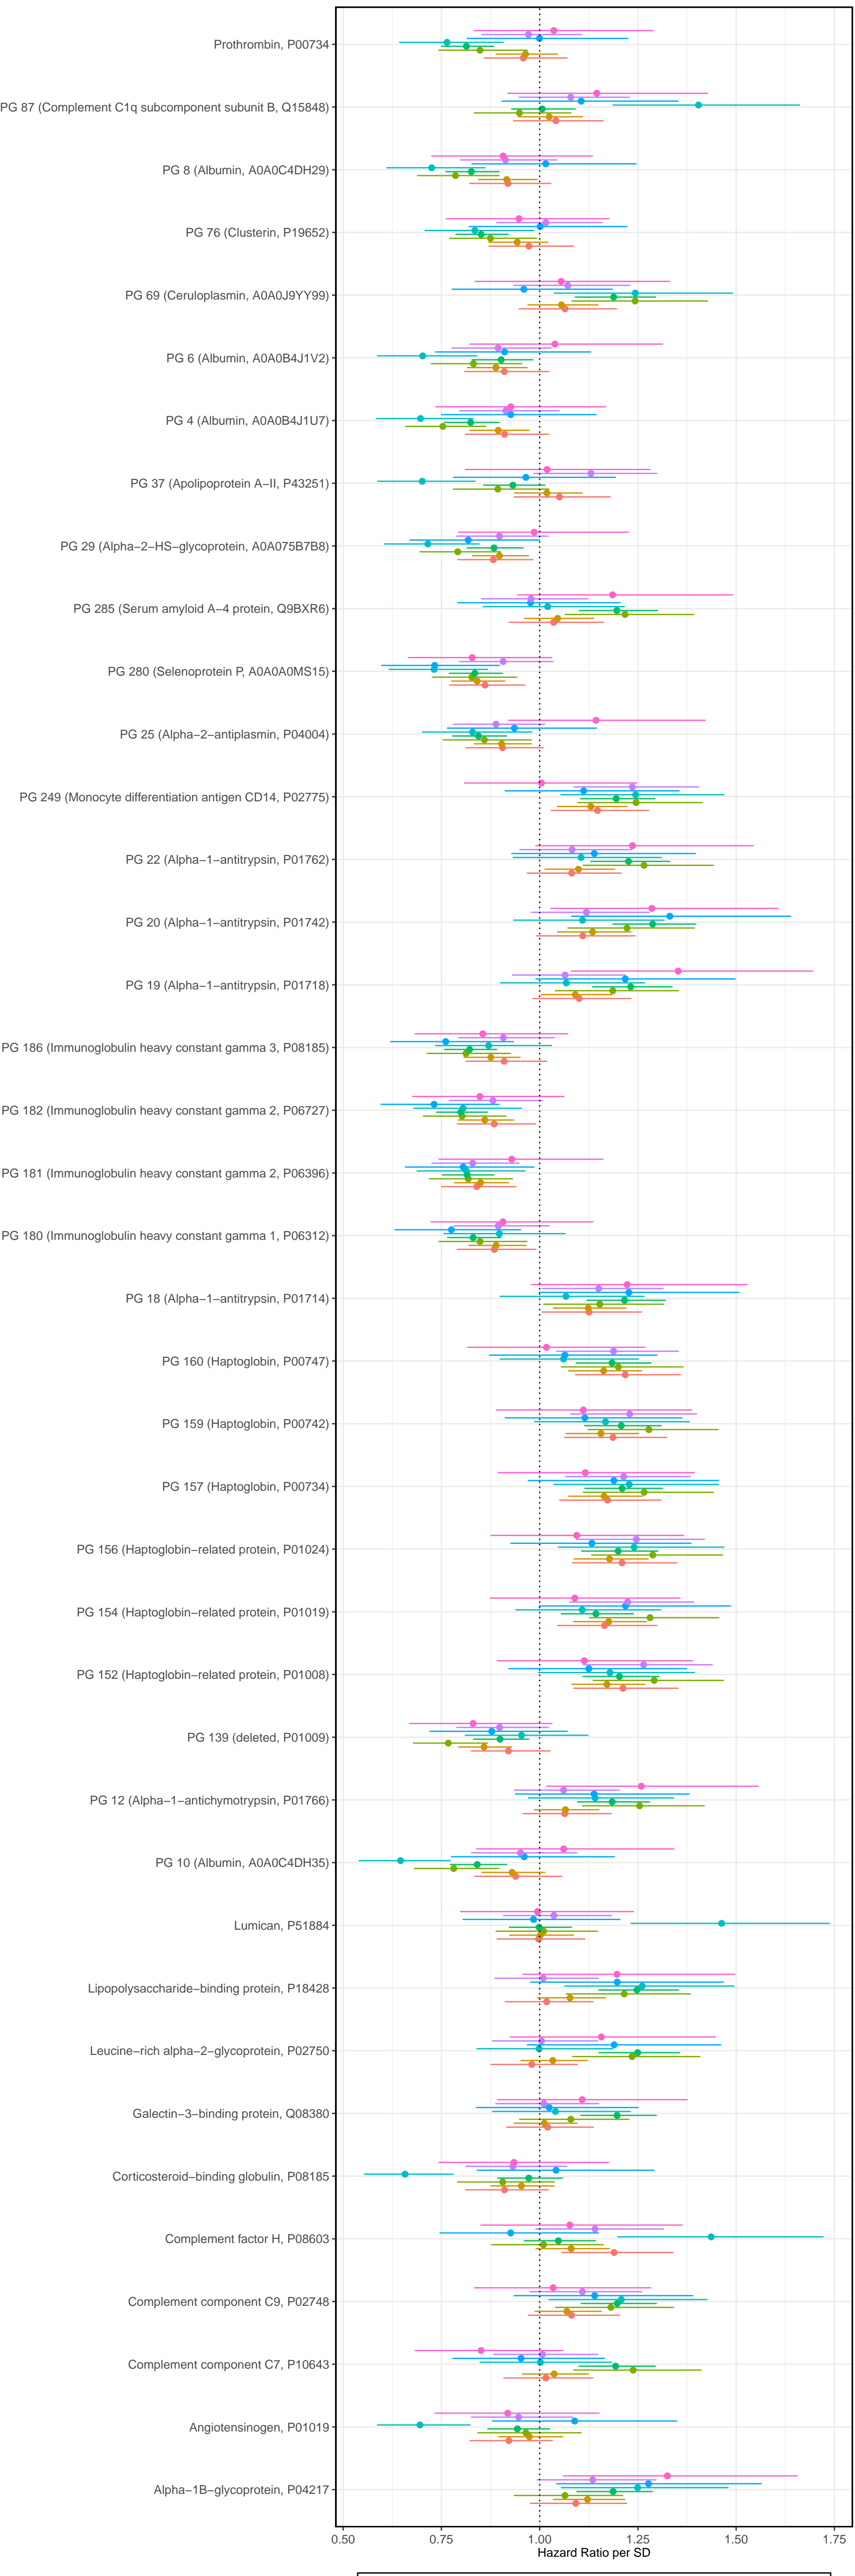 Prothrombin, P00734
PG 87 (Complement C1q subcomponent subunit B, Q15848)
PG 8 (Albumin, A0A0C4DH29)
PG 76 (Clusterin, P19652)
PG 69 (Ceruloplasmin, A0A0J9YY99)
PG 6 (Albumin, A0A0B4J1V2)
PG 4 (Albumin, A0A0B4J1U7)
PG 37 (Apolipoprotein A−II, P43251)
PG 29 (Alpha−2−HS−glycoprotein, A0A075B7B8)
PG 285 (Serum amyloid A−4 protein, Q9BXR6)
PG 280 (Selenoprotein P, A0A0A0MS15)
PG 25 (Alpha−2−antiplasmin, P04004)
PG 249 (Monocyte differentiation antigen CD14, P02775)
PG 22 (Alpha−1−antitrypsin, P01762)
PG 20 (Alpha−1−antitrypsin, P01742)
PG 19 (Alpha−1−antitrypsin, P01718)
PG 186 (Immunoglobulin heavy constant gamma 3, P08185)
PG 182 (Immunoglobulin heavy constant gamma 2, P06727)
PG 181 (Immunoglobulin heavy constant gamma 2, P06396)
PG 180 (Immunoglobulin heavy constant gamma 1, P06312)
PG 18 (Alpha−1−antitrypsin, P01714)
PG 160 (Haptoglobin, P00747)
PG 159 (Haptoglobin, P00742)
PG 157 (Haptoglobin, P00734)
PG 156 (Haptoglobin−related protein, P01024)
PG 154 (Haptoglobin−related protein, P01019)
PG 152 (Haptoglobin−related protein, P01008)
PG 139 (deleted, P01009)
PG 12 (Alpha−1−antichymotrypsin, P01766)
PG 10 (Albumin, A0A0C4DH35)
Lumican, P51884
Lipopolysaccharide−binding protein, P18428
Leucine−rich alpha−2−glycoprotein, P02750
Galectin−3−binding protein, Q08380
Corticosteroid−binding globulin, P08185
Complement factor H, P08603
Complement component C9, P02748
Complement component C7, P10643
Angiotensinogen, P01019
Alpha−1B−glycoprotein, P04217
0.50 0.75 1.00 1.25 1.50 1.75
Hazard Ratio per SD